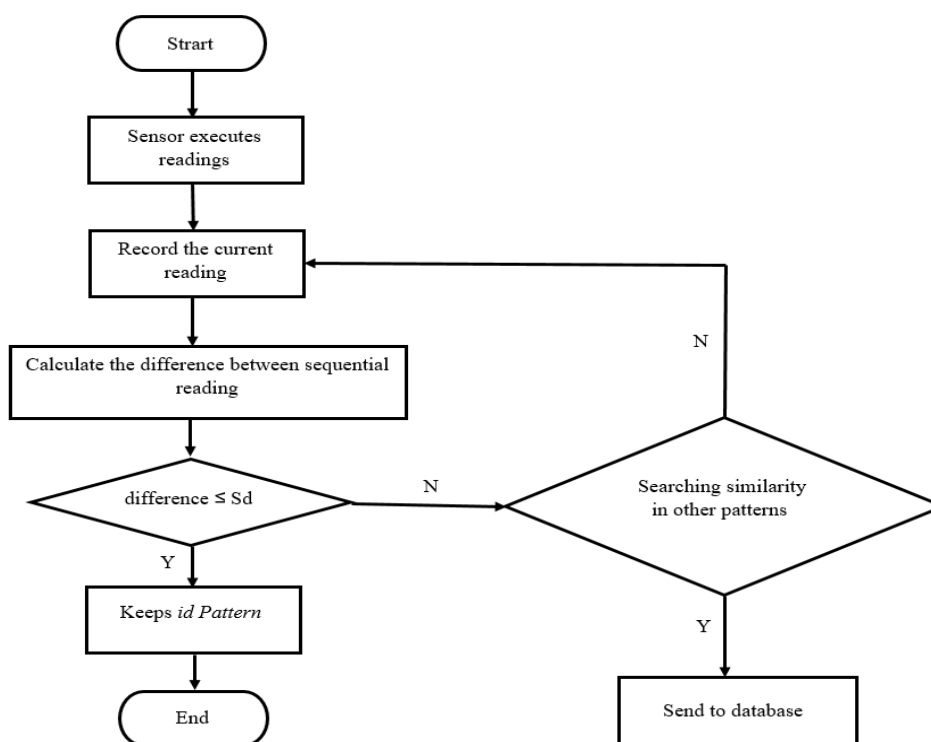 Strart
Sensor executes
readings
Record the current
reading
N
Calculate the difference between sequential
reading
difference ≤ Sd
N
Searching similarity
in other patterns
Y
Keeps id Pattern
Y
End
Send to database